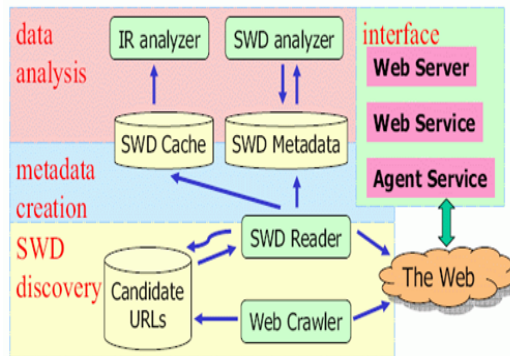 data
analysis
IR analyzer
SWD analyzer
interface
Web Server
Web Service
Agent Service
SWD Cache
SWD Metadata
metadata
creation
SWD
discovery
SWD Reader
Candidate
URLs
Web Crawler
The Web